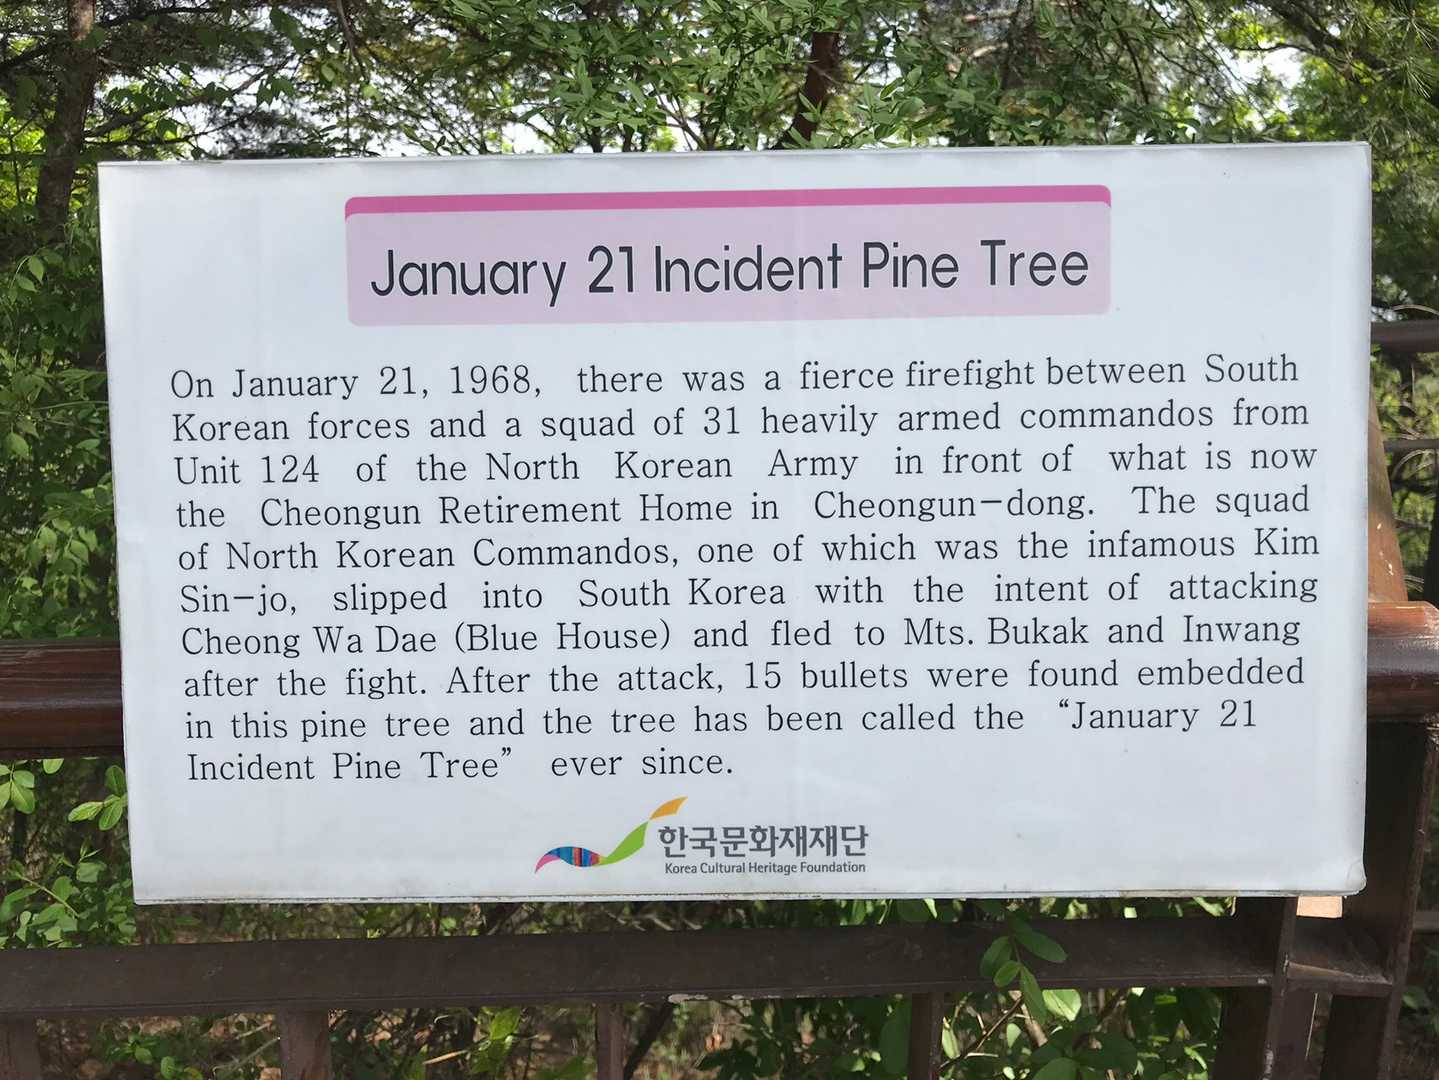 January 21 Incident Pine Tree
On January 21, 1968, there was a fierce firefight between South
Korean forces and a squad of 31 heavily armed commandos from
Unit 124 of the North Korean Army in front of what is now
the Cheongun Retirement Home in Cheongun-dong. The squad
of North Korean Commandos, one of which was the infamous Kim
Sin-jo, slipped into South Korea with the intent of attacking
Cheong Wa Dae (Blue House) and fled to Mts. Bukak and Inwang
after the fight. After the attack, 15 bullets were found embedded
in this pine tree and the tree has been called the “January 21
Incident Pine Tree” ever since.
한국문화재재단
Korea Cultural Heritage Foundation